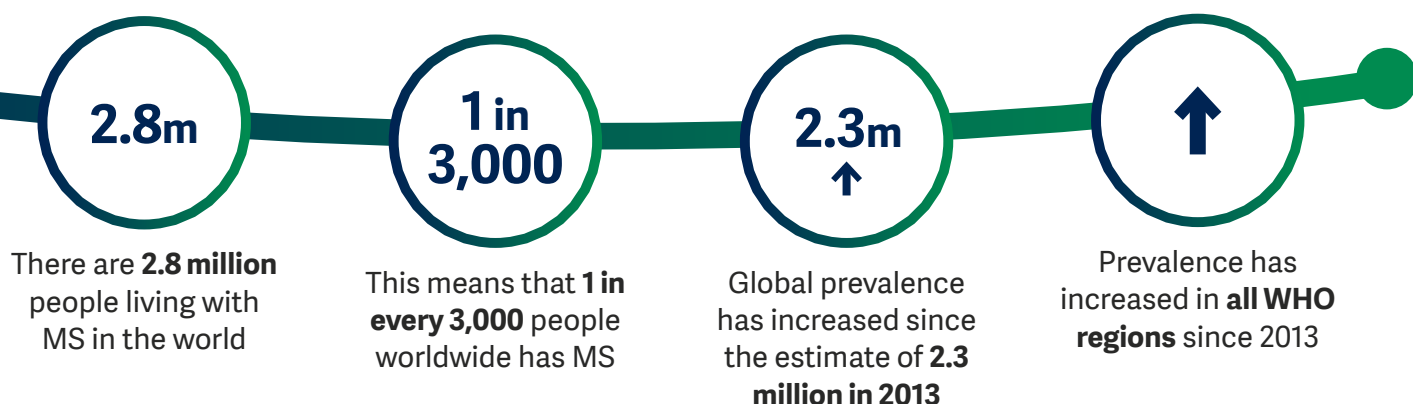 2.8m
There are 2.8 million
people living with
MS in the world
1 in
3,000
This means that 1 in
every 3,000 people
worldwide has MS
2.3m
Global prevalence
has increased since
the estimate of 2.3
million in 2013
Prevalence has
increased in all WHO
regions since 2013